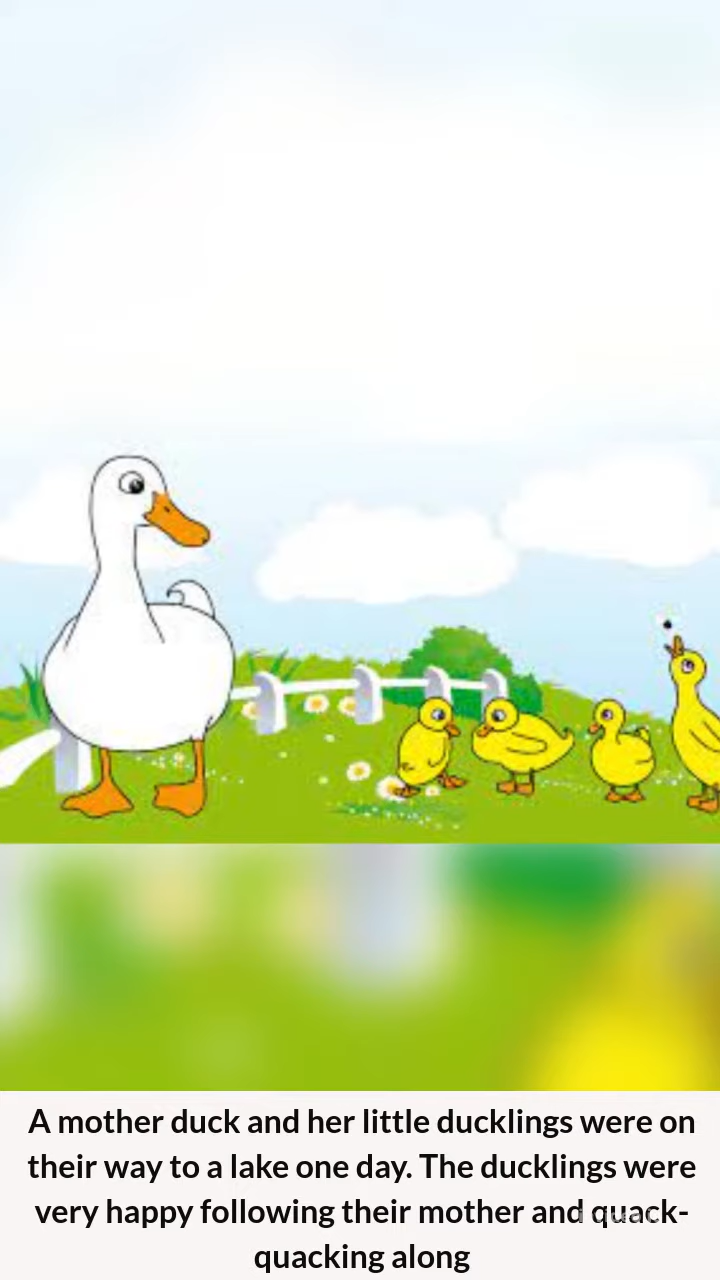 A mother duck and her little ducklings were on
their way to a lake one day. The ducklings were
very happy following their mother and quack-
quacking along